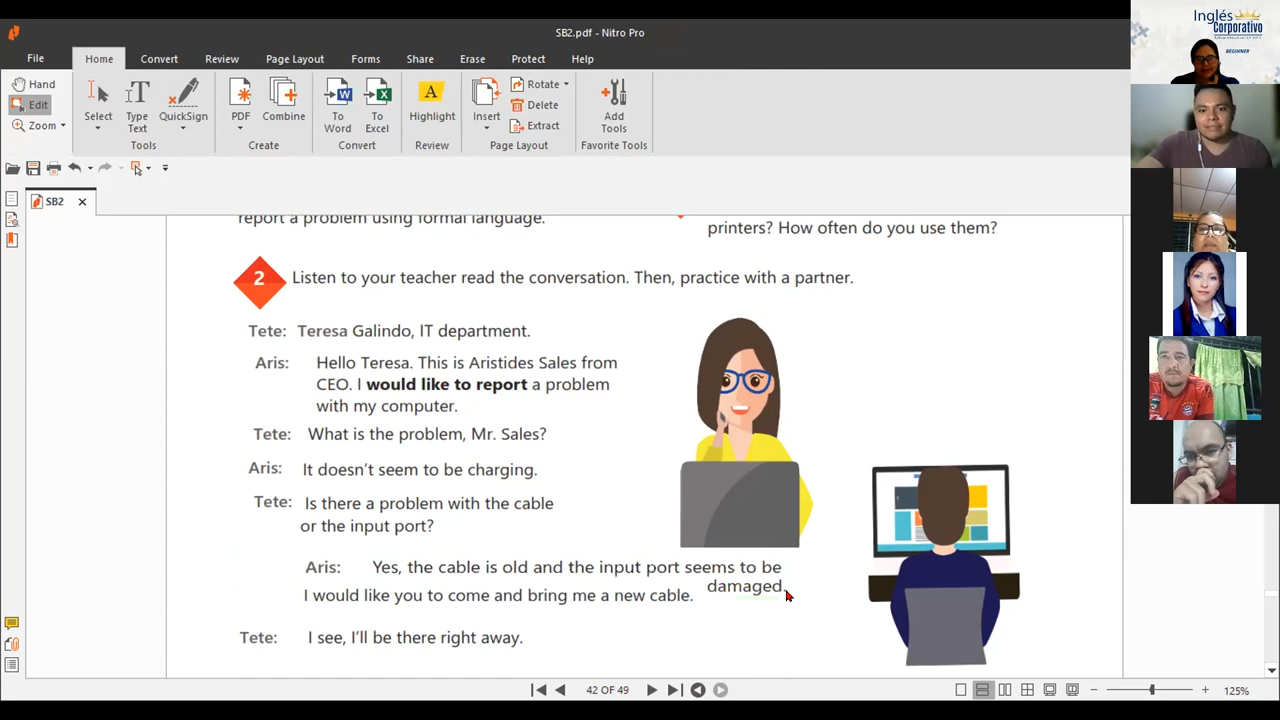 SB2.pdf - Nitro Pro
File Home Convert Review Page Layout Forms Share Erase Protect Help
Hand
Edit
Zoom
Select
Type Text
QuickSign
Tools
PDF
Combine
Create
To Word
To Excel
Convert
Highlight
Review
Insert
Rotate
Delete
Extract
Page Layout
Add Tools
Favorite Tools
SB2
report a problem using formal language.
printers? How often do you use them?
2 Listen to your teacher read the conversation. Then, practice with a partner.
Tete: Teresa Galindo, IT department.
Aris: Hello Teresa. This is Aristides Sales from
CEO. I would like to report a problem
with my computer.
Tete: What is the problem, Mr. Sales?
Aris: It doesn't seem to be charging.
Tete: Is there a problem with the cable
or the input port?
Aris: Yes, the cable is old and the input port seems to be
damaged.
I would like you to come and bring me a new cable.
Tete: I see, I'll be there right away.
42 OF 49
125%
Inglés
Corporativo
BEGINNER